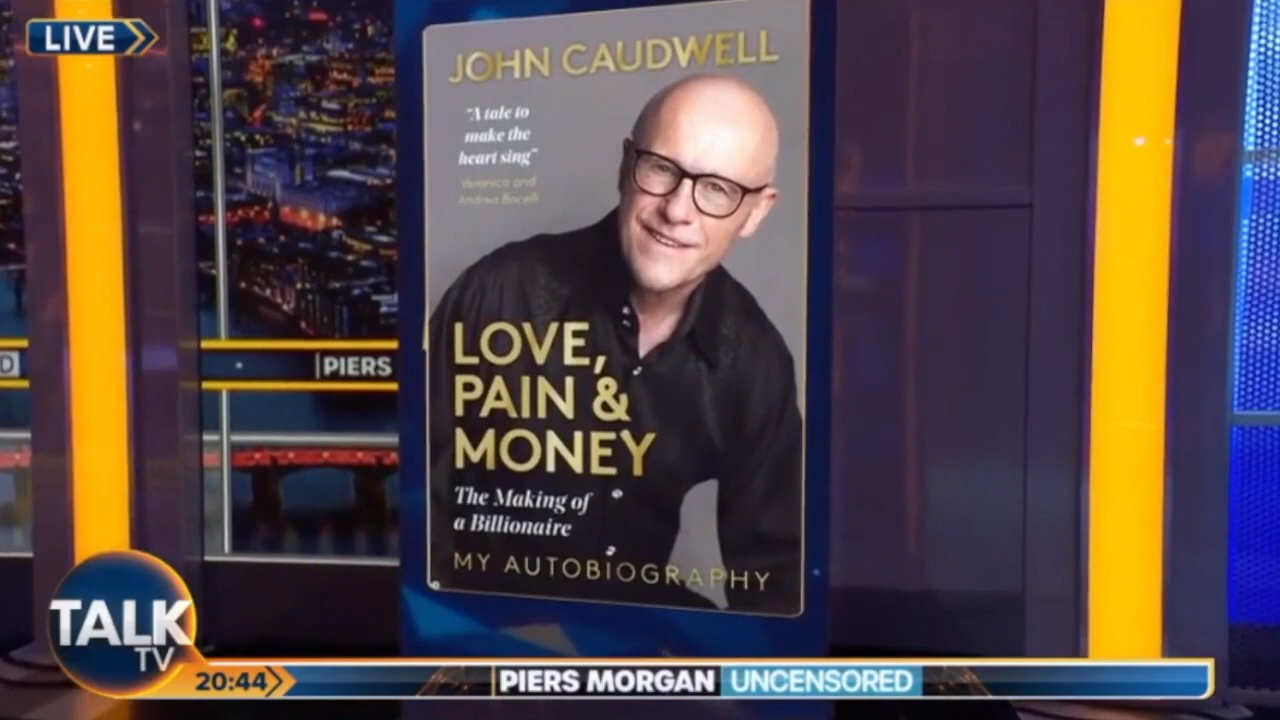 LIVE
JOHN CAUDWELL
"A tale to
make the
heart sing"
Veronica and
Andrea Bocelli
LOVE,
PAIN &
MONEY
The Making of
a Billionaire
MY AUTOBIOGRAPHY
D
PIERS
TALK
TV
20:44
PIERS MORGAN UNCENSORED